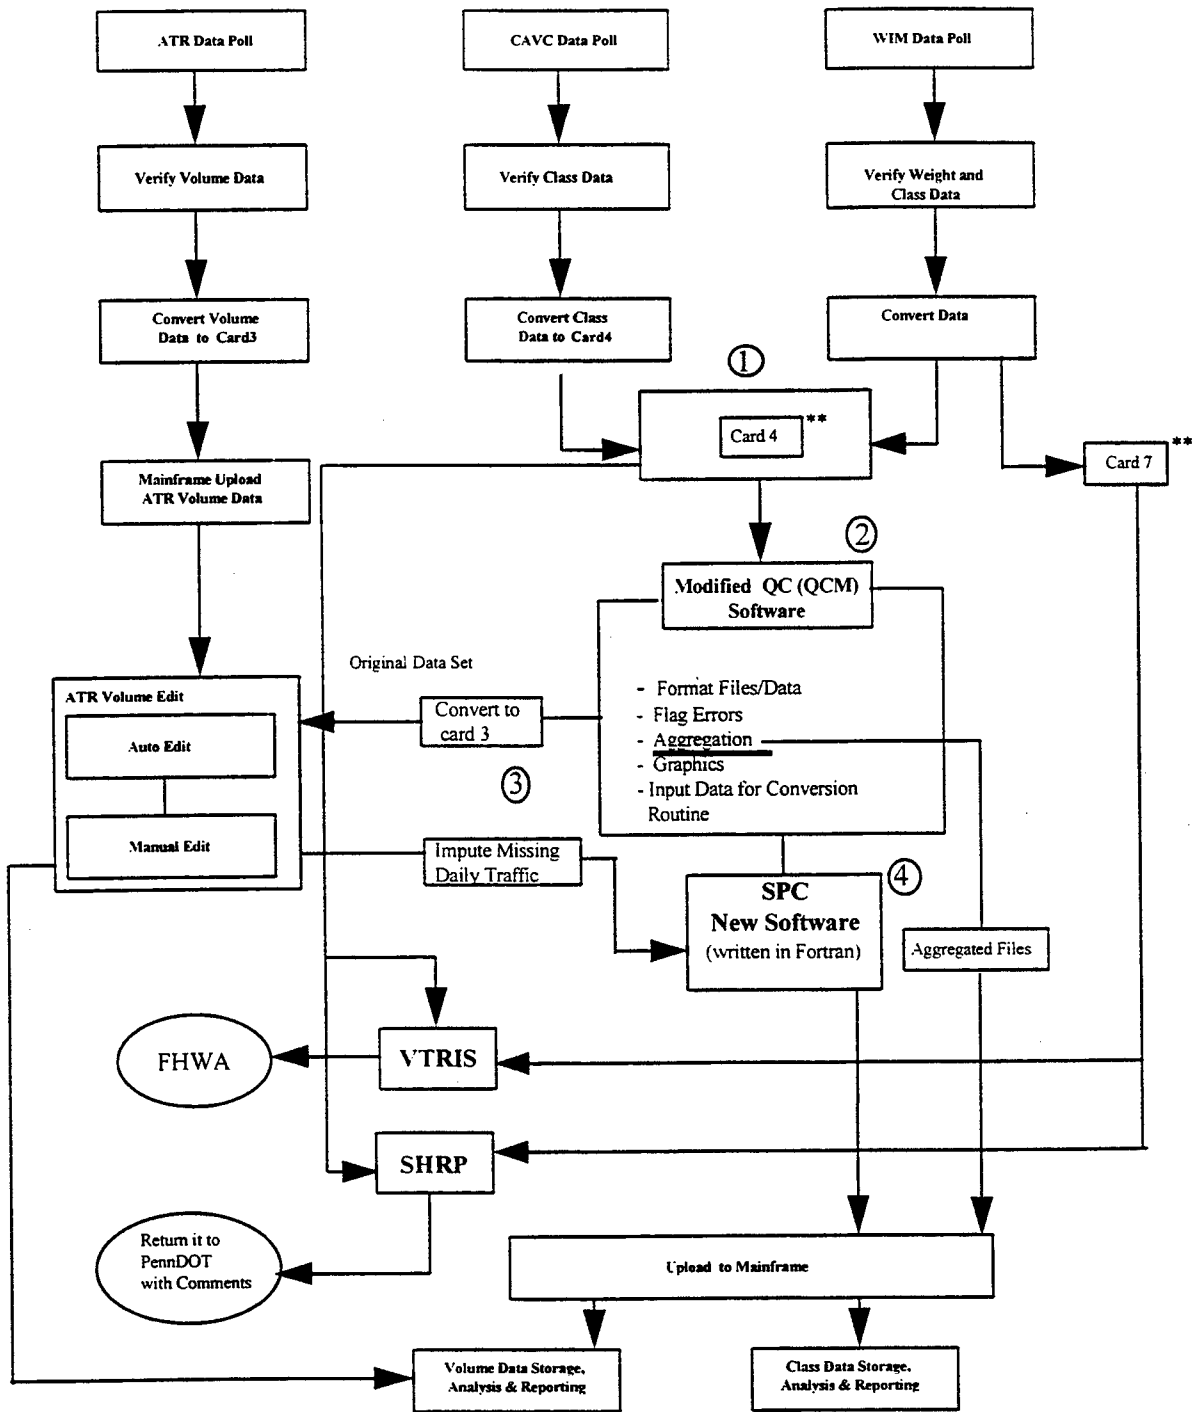 ATR Data Poll
CAVC Data Poll
WIM Data Poll
Verify Volume Data
Verify Class Data
Verify Weight and
Class Data
Convert Volume
Data to Card3
Convert Class
Data to Card4
Convert Data
1
Card 4 **
Card 7 **
Mainframe Upload
ATR Volume Data
2
Modified QC (QCM)
Software
Original Data Set
ATR Volume Edit
Auto Edit
Manual Edit
Convert to
card 3
- Format Files/Data
- Flag Errors
- Aggregation
- Graphics
- Input Data for Conversion
Routine
3
Impute Missing
Daily Traffic
4
SPC
New Software
(written in Fortran)
Aggregated Files
FHWA
VTRIS
SHRP
Return it to
PennDOT
with Comments
Upload to Mainframe
Volume Data Storage,
Analysis & Reporting
Class Data Storage,
Analysis & Reporting